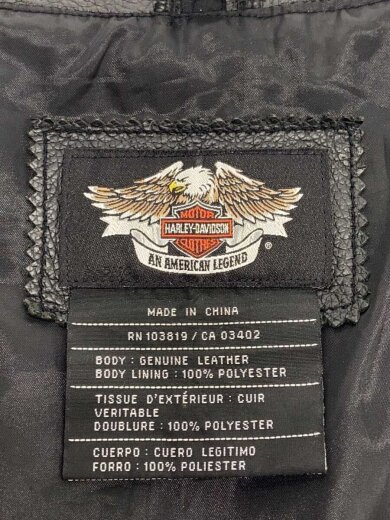 MOTOR
HARLEY-DAVIDSON
CLOTHES
AN AMERICAN LEGEND ®
MADE IN CHINA
RN 103819 / CA 03402
BODY : GENUINE LEATHER
BODY LINING : 100% POLYESTER
TISSUE D'EXTÉRIEUR : CUIR
VERITABLE
DOUBLURE : 100% POLYESTER
CUERPO : CUERO LEGITIMO
FORRO : 100% POLIESTER